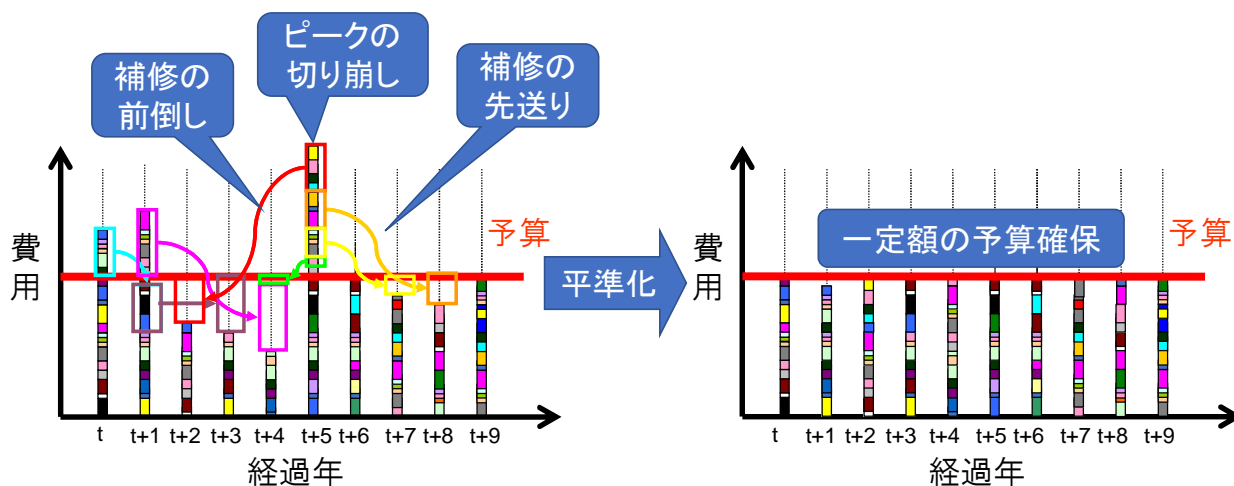 ピークの
切り崩し
補修の
前倒し
補修の
先送り
費
用
予算
t t+1 t+2 t+3 t+4 t+5 t+6 t+7 t+8 t+9
経過年
平準化
一定額の予算確保
費
用
予算
t t+1 t+2 t+3 t+4 t+5 t+6 t+7 t+8 t+9
経過年